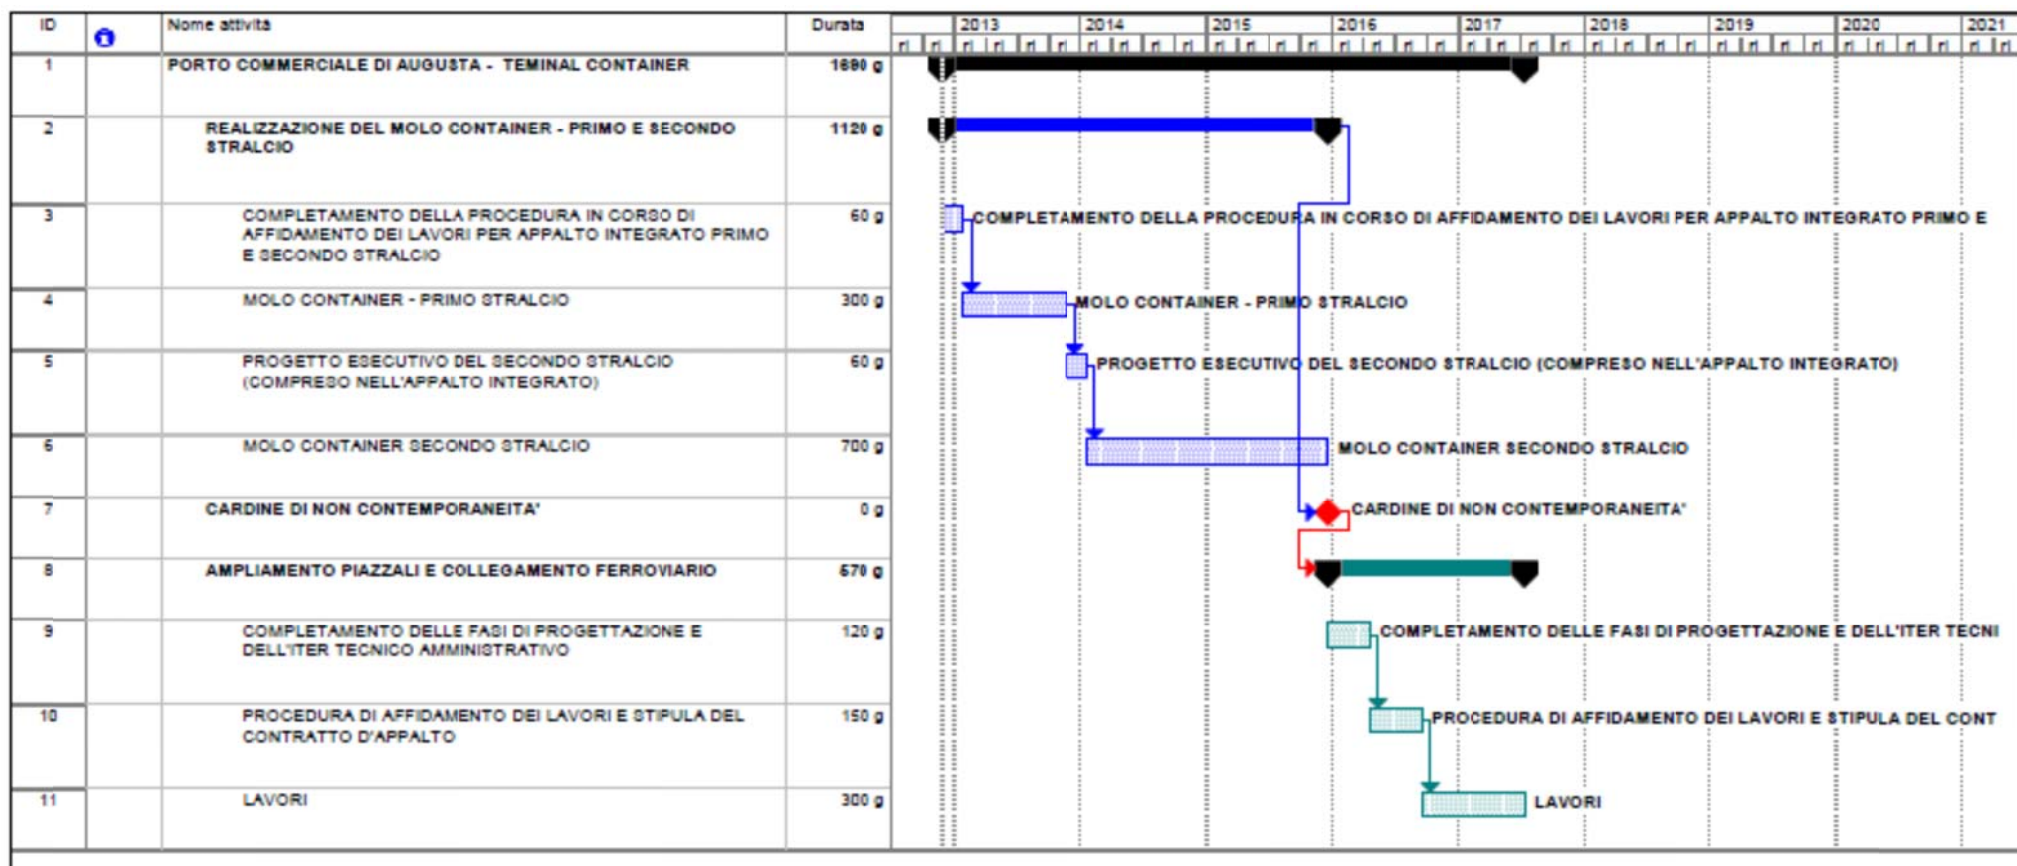 ID Nome attività Durata 2013 2014 2015 2016 2017 2018 2019 2020 2021
1 PORTO COMMERCIALE DI AUGUSTA - TEMINAL CONTAINER 1690 g
2 REALIZZAZIONE DEL MOLO CONTAINER - PRIMO E SECONDO 1120 g
STRALCIO
3 COMPLETAMENTO DELLA PROCEDURA IN CORSO DI 60 g COMPLETAMENTO DELLA PROCEDURA IN CORSO DI AFFIDAMENTO DEI LAVORI PER APPALTO INTEGRATO PRIMO E
AFFIDAMENTO DEI LAVORI PER APPALTO INTEGRATO PRIMO
E SECONDO STRALCIO
4 MOLO CONTAINER - PRIMO STRALCIO 300 g MOLO CONTAINER - PRIMO STRALCIO
5 PROGETTO ESECUTIVO DEL SECONDO STRALCIO 60 g PROGETTO ESECUTIVO DEL SECONDO STRALCIO (COMPRESO NELL'APPALTO INTEGRATO)
(COMPRESO NELL'APPALTO INTEGRATO)
6 MOLO CONTAINER SECONDO STRALCIO 700 g MOLO CONTAINER SECONDO STRALCIO
7 CARDINE DI NON CONTEMPORANEITA' 0 g CARDINE DI NON CONTEMPORANEITA'
8 AMPLIAMENTO PIAZZALI E COLLEGAMENTO FERROVIARIO 570 g
9 COMPLETAMENTO DELLE FASI DI PROGETTAZIONE E 120 g COMPLETAMENTO DELLE FASI DI PROGETTAZIONE E DELL'ITER TECNI
DELL'ITER TECNICO AMMINISTRATIVO
10 PROCEDURA DI AFFIDAMENTO DEI LAVORI E STIPULA DEL 150 g PROCEDURA DI AFFIDAMENTO DEI LAVORI E STIPULA DEL CONT
CONTRATTO D'APPALTO
11 LAVORI 300 g LAVORI